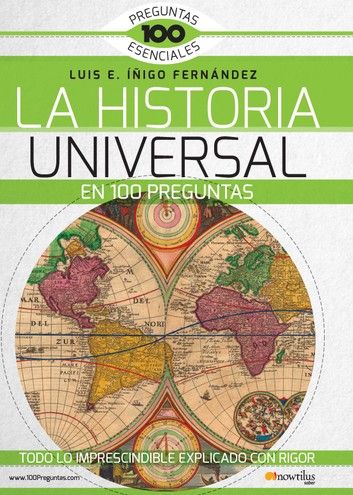 PREGUNTAS
100
ESENCIALES
LUIS E. ÍÑIGO FERNÁNDEZ
LA HISTORIA
UNIVERSAL
EN 100 PREGUNTAS
TODO LO IMPRESCINDIBLE EXPLICADO CON RIGOR
www.100Preguntas.com
nowtilus
saber